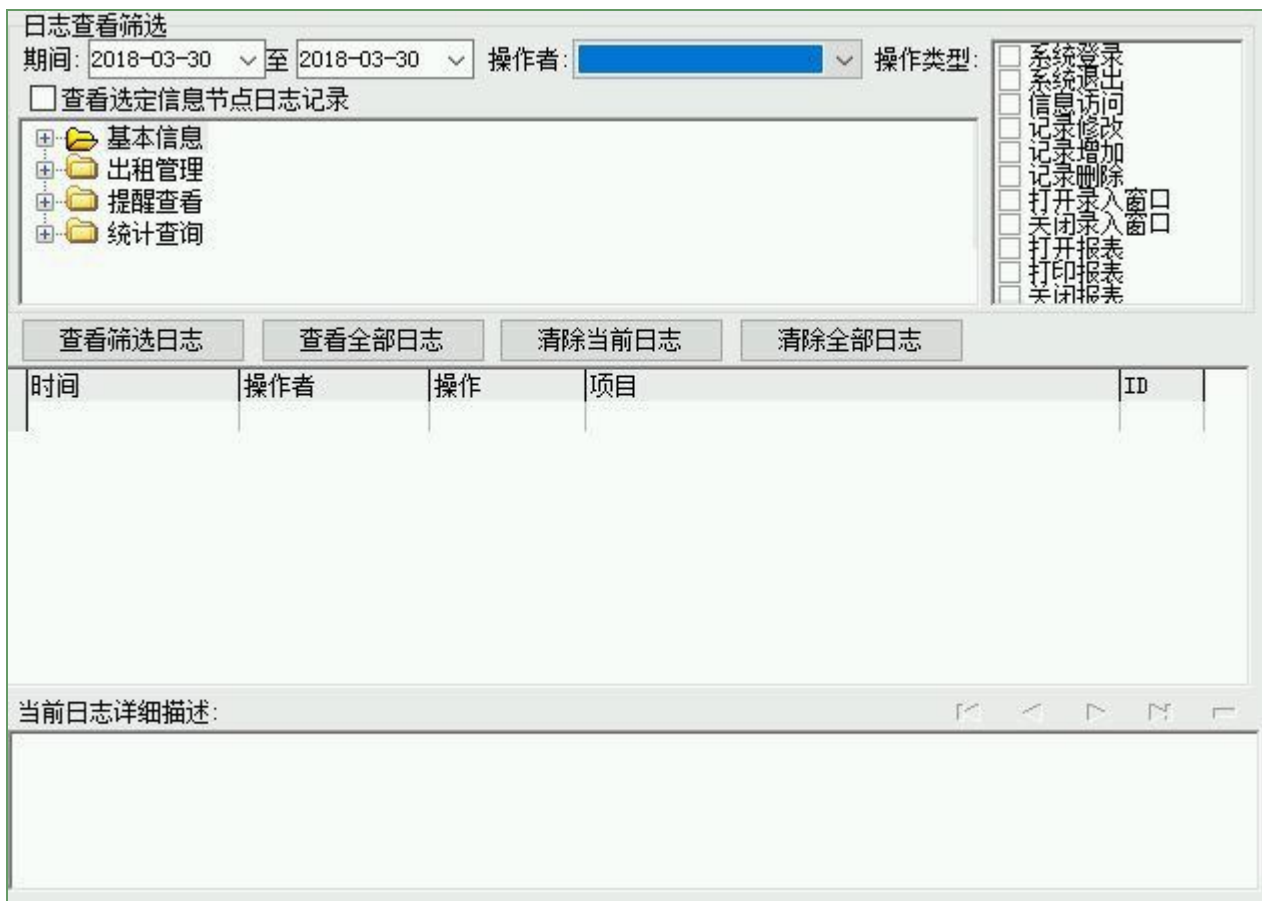 日志查看筛选
期间: 2018-03-30 至 2018-03-30 操作者: 操作类型:
系统登录
系统退出
信息访问
记录修改
记录增加
记录删除
打开录入窗口
关闭录入窗口
打开报表
打印报表
关闭报表
查看选定信息节点日志记录
基本信息
出租管理
提醒查看
统计查询
查看筛选日志 查看全部日志 清除当前日志 清除全部日志
时间 操作者 操作 项目 ID
当前日志详细描述: